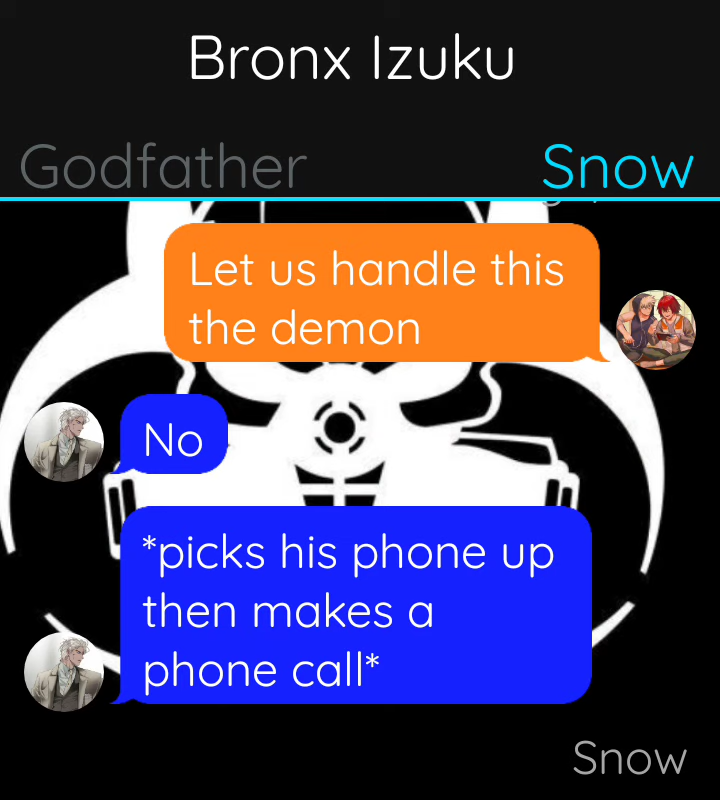 Bronx Izuku
Godfather
Snow
Let us handle this
the demon
No
*picks his phone up
then makes a
phone call*
Snow